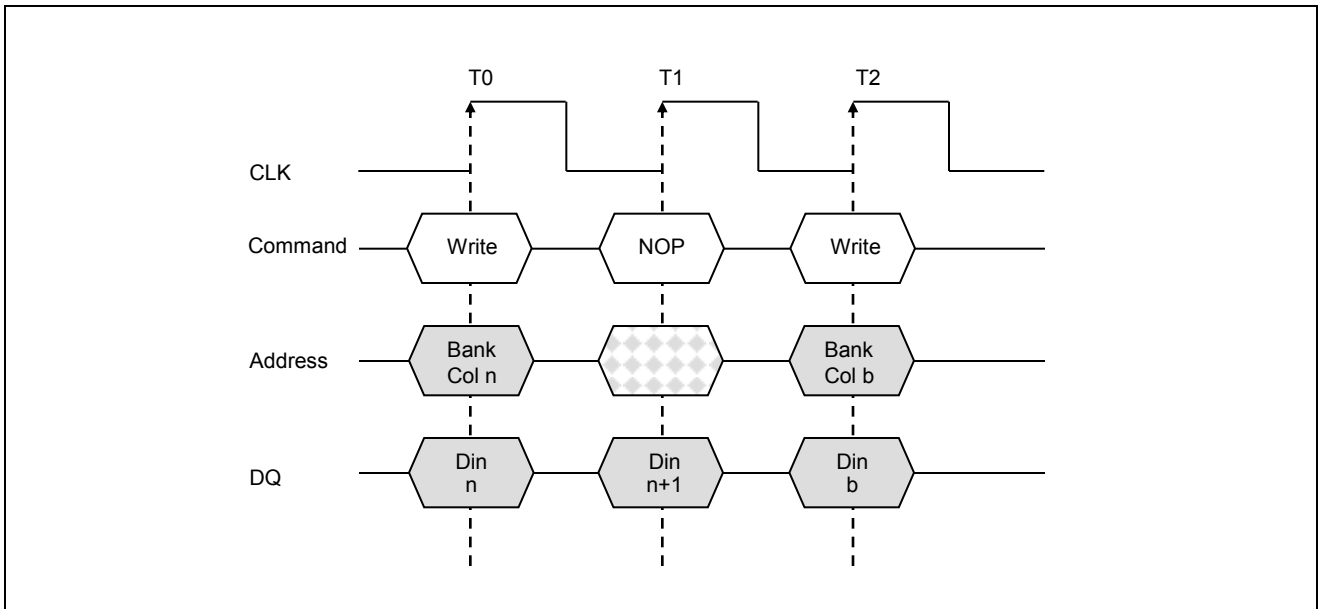 T0 T1 T2
CLK
Command Write NOP Write
Address Bank Col n Bank Col b
DQ Din n Din n+1 Din b